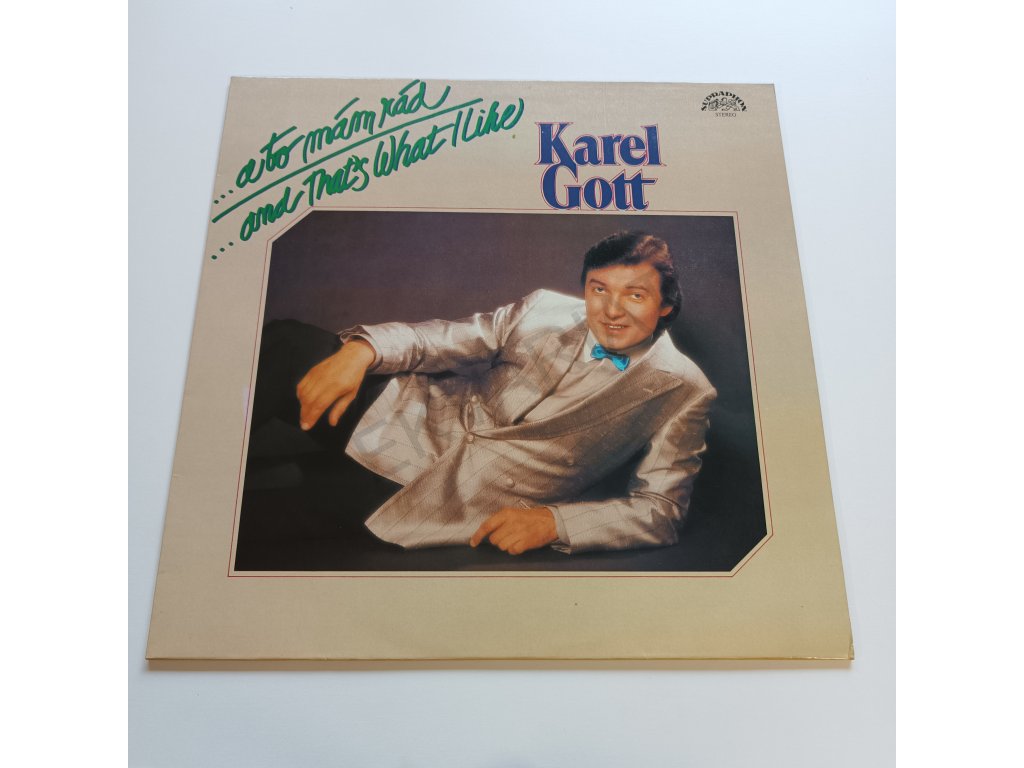 ...a to mám rád
...and That's What I Like
Karel
Gott
SUPRAPHON
STEREO